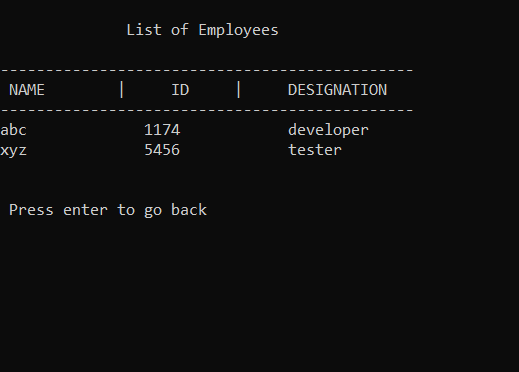 List of Employees
----------------------------------------------
NAME | ID | DESIGNATION
----------------------------------------------
abc 1174 developer
xyz 5456 tester
Press enter to go back